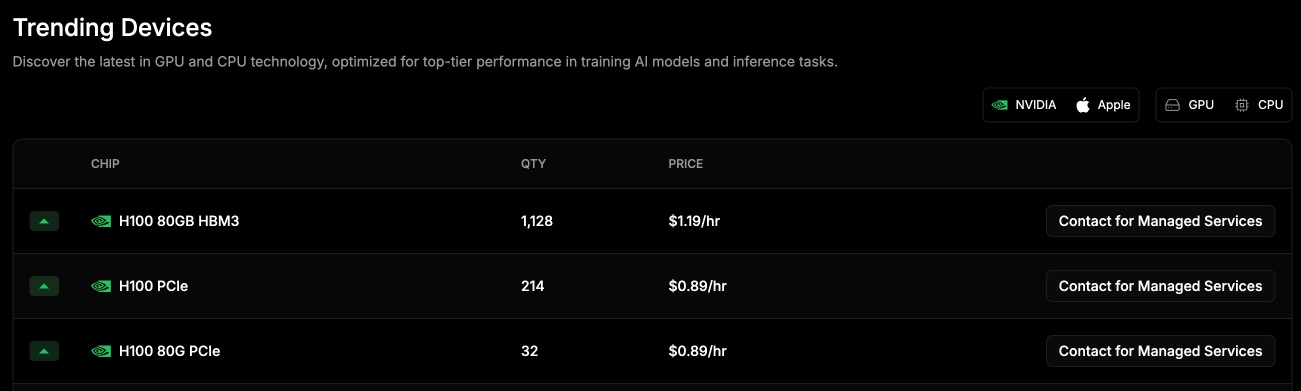 Trending Devices
Discover the latest in GPU and CPU technology, optimized for top-tier performance in training AI models and inference tasks.
NVIDIA Apple GPU CPU
CHIP QTY PRICE
H100 80GB HBM3 1,128 $1.19/hr Contact for Managed Services
H100 PCIe 214 $0.89/hr Contact for Managed Services
H100 80G PCIe 32 $0.89/hr Contact for Managed Services